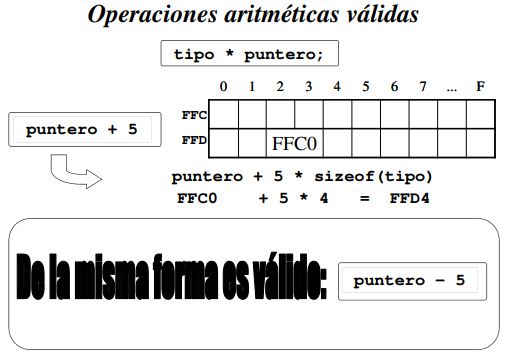 Operaciones aritméticas válidas
tipo * puntero;
0 1 2 3 4 5 6 7 ... F
FFC
puntero + 5
FFD FFC0
puntero + 5 * sizeof(tipo)
FFC0 + 5 * 4 = FFD4
De la misma forma es válido:
puntero – 5